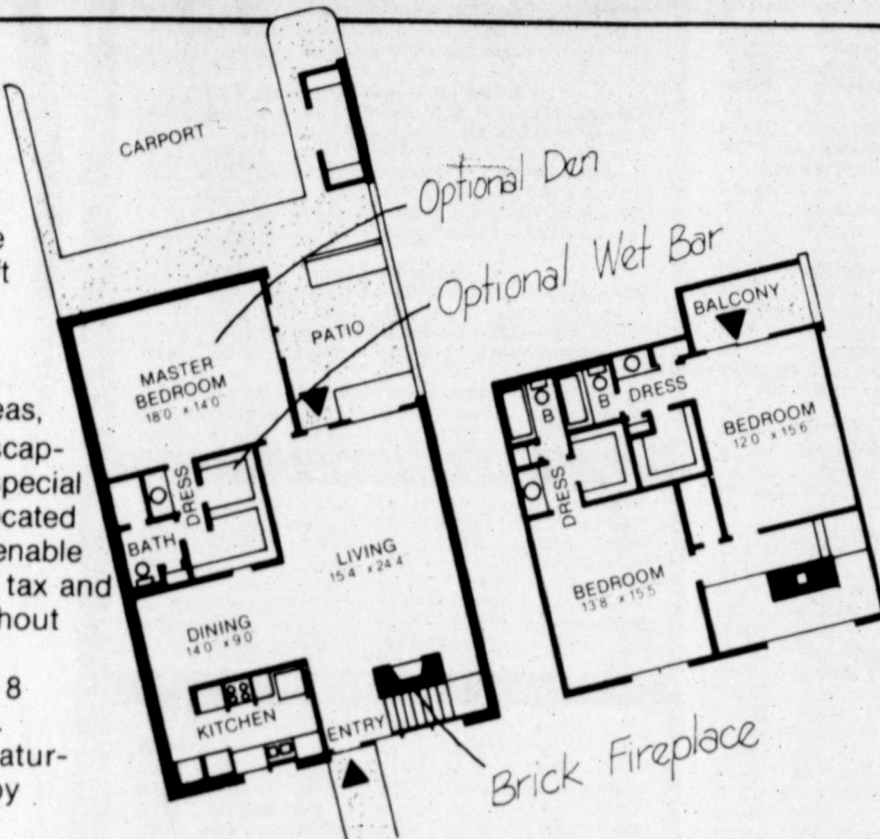 e
ft
eas,
scap-
special
ocated
enable
tax and
hout
8
atur-
by
CARPORT
Optional Den
Optional Wet Bar
PATIO
MASTER
BEDROOM
18'0" x 14'0"
DRESS
BATH
LIVING
15'4" x 24'4"
DINING
14'0" x 9'0"
KITCHEN
ENTRY
Brick Fireplace
BALCONY
B
B
DRESS
BEDROOM
12'0" x 15'6"
DRESS
BEDROOM
13'8" x 15'5"